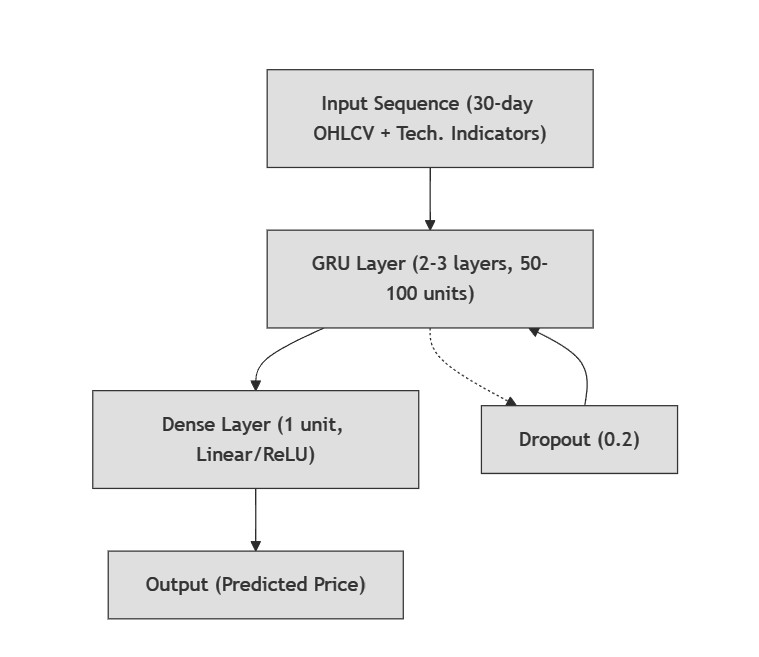 Input Sequence (30-day
OHLCV + Tech. Indicators)
GRU Layer (2-3 layers, 50-
100 units)
Dense Layer (1 unit,
Linear/ReLU)
Dropout (0.2)
Output (Predicted Price)